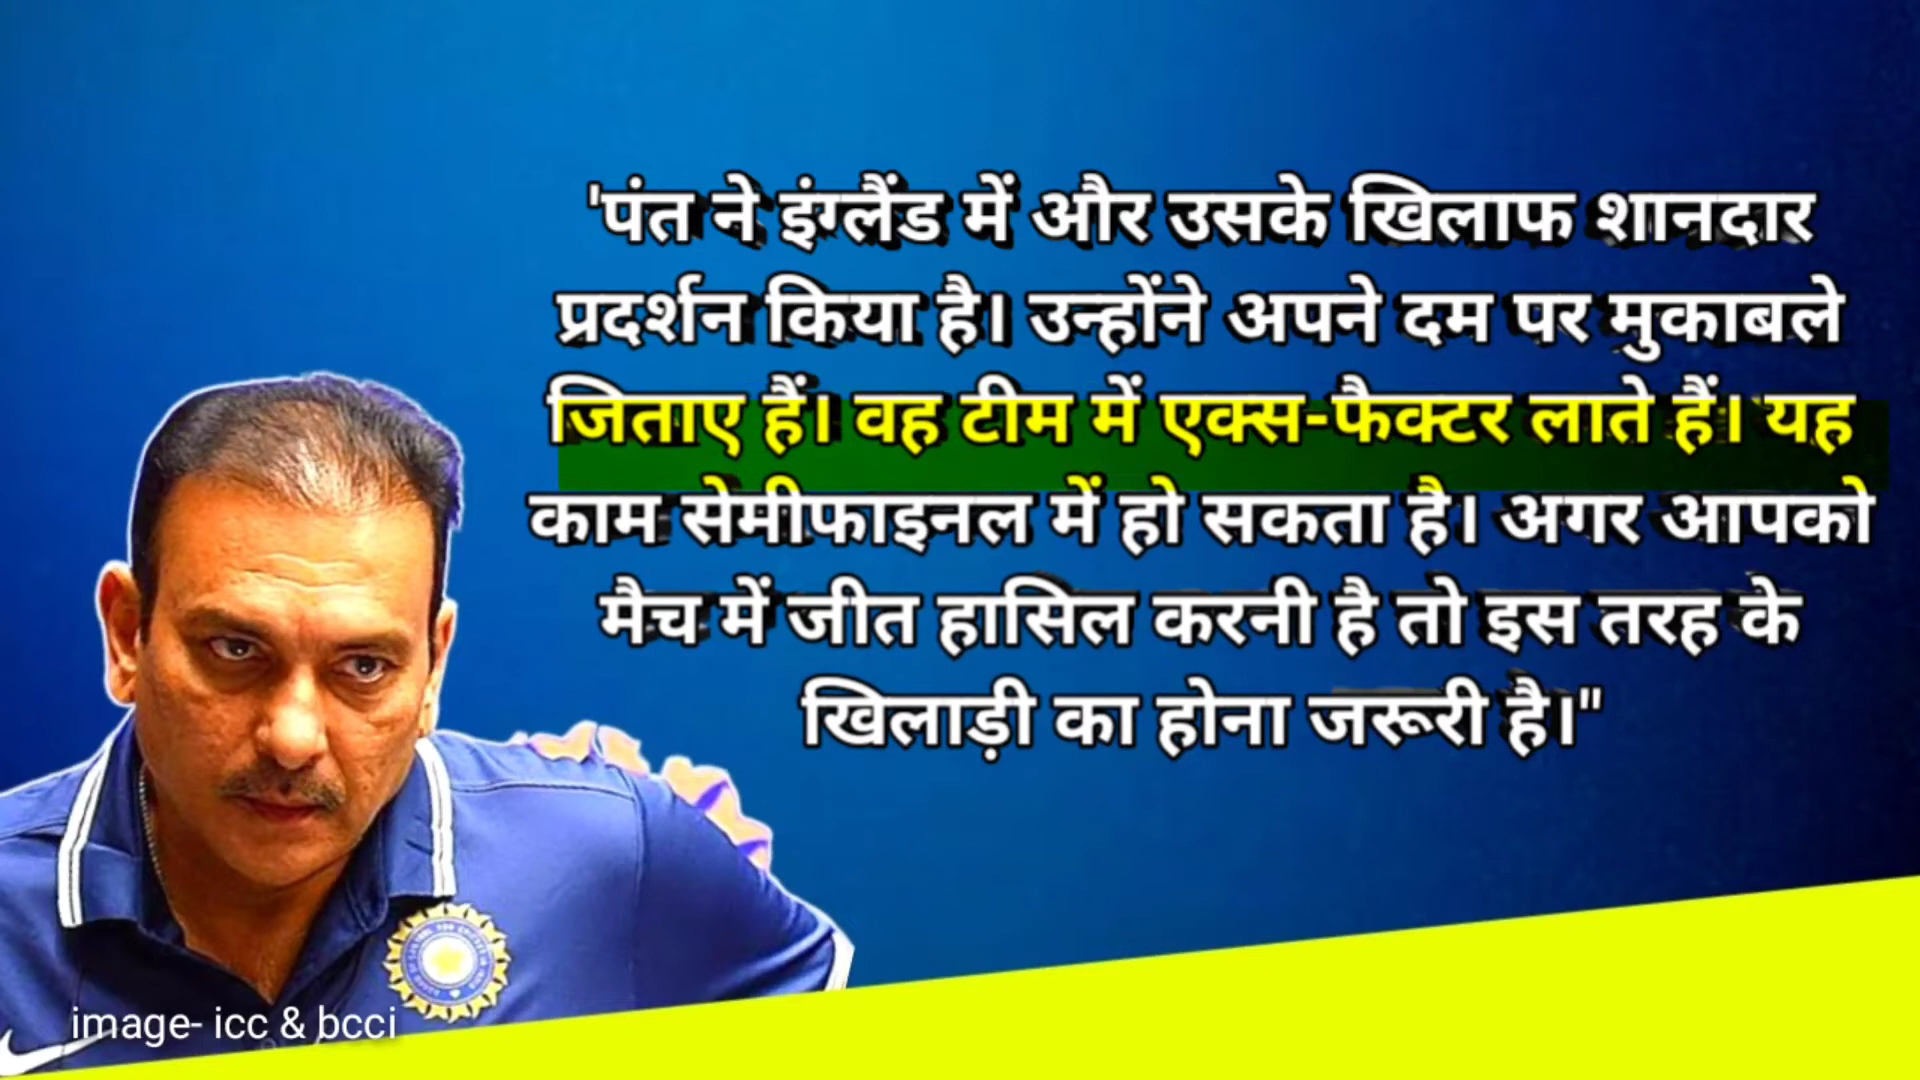 'पंत ने इंग्लैंड में और उसके खिलाफ शानदार
प्रदर्शन किया है। उन्होंने अपने दम पर मुकाबले
जिताए हैं। वह टीम में एक्स-फैक्टर लाते हैं। यह
काम सेमीफाइनल में हो सकता है। अगर आपको
मैच में जीत हासिल करनी है तो इस तरह के
खिलाड़ी का होना जरूरी है।"
image- icc & bcci